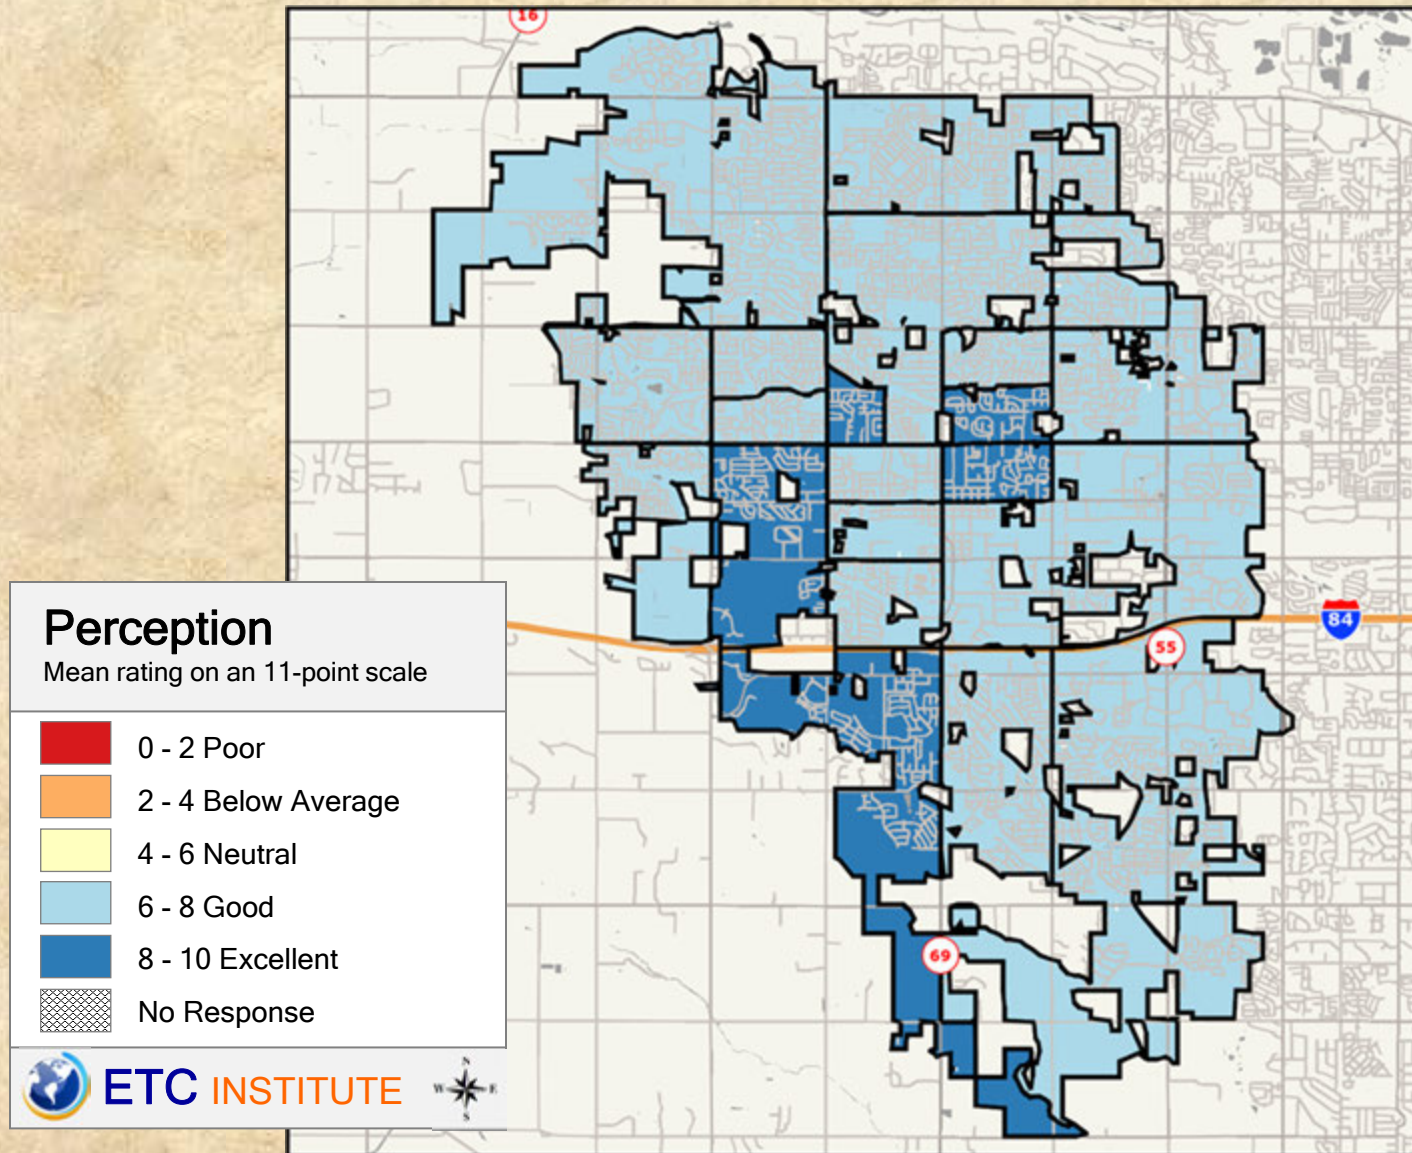 16
84
55
69
Perception
Mean rating on an 11-point scale
0 - 2 Poor
2 - 4 Below Average
4 - 6 Neutral
6 - 8 Good
8 - 10 Excellent
No Response
ETC INSTITUTE
N
W E
S